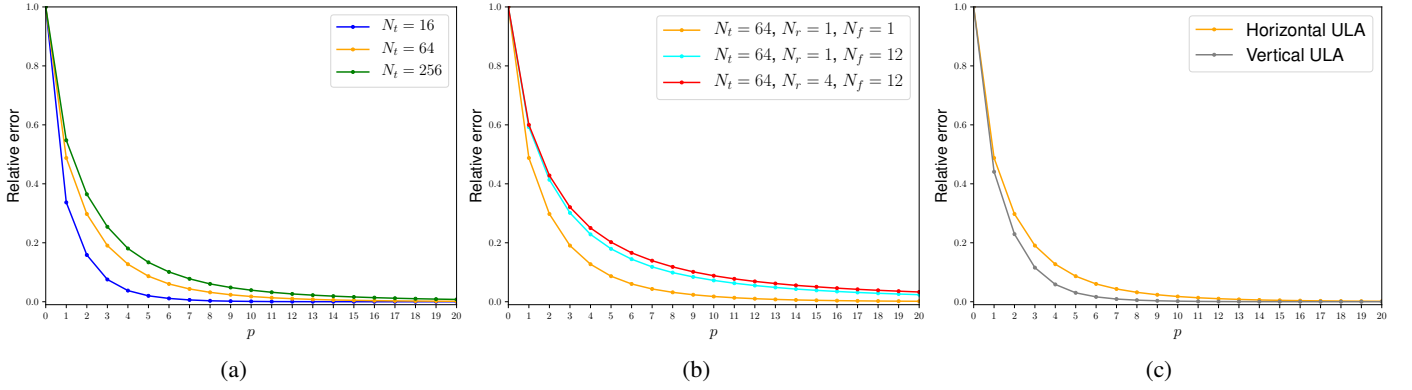 1.0
0.8
0.6
0.4
0.2
0.0
Relative error
0 1 2 3 4 5 6 7 8 9 10 11 12 13 14 15 16 17 18 19 20
p
N_t = 16
N_t = 64
N_t = 256
(a)
1.0
0.8
0.6
0.4
0.2
0.0
Relative error
0 1 2 3 4 5 6 7 8 9 10 11 12 13 14 15 16 17 18 19 20
p
N_t = 64, N_r = 1, N_f = 1
N_t = 64, N_r = 1, N_f = 12
N_t = 64, N_r = 4, N_f = 12
(b)
1.0
0.8
0.6
0.4
0.2
0.0
Relative error
0 1 2 3 4 5 6 7 8 9 10 11 12 13 14 15 16 17 18 19 20
p
Horizontal ULA
Vertical ULA
(c)